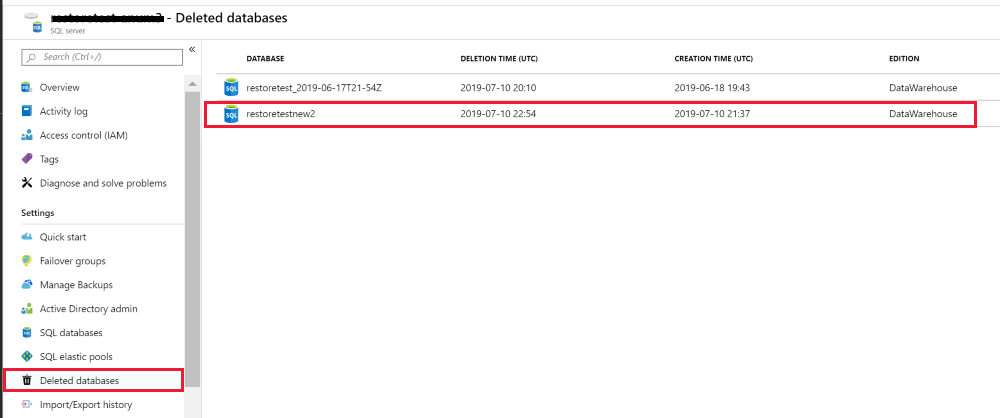 - Deleted databases
SQL server
Search (Ctrl+/)
«
Overview
Activity log
Access control (IAM)
Tags
Diagnose and solve problems
Settings
Quick start
Failover groups
Manage Backups
Active Directory admin
SQL databases
SQL elastic pools
Deleted databases
Import/Export history
DATABASE DELETION TIME (UTC) CREATION TIME (UTC) EDITION
SQL restoretest_2019-06-17T21-54Z 2019-07-10 20:10 2019-06-18 19:43 DataWarehouse
SQL restoretestnew2 2019-07-10 22:54 2019-07-10 21:37 DataWarehouse